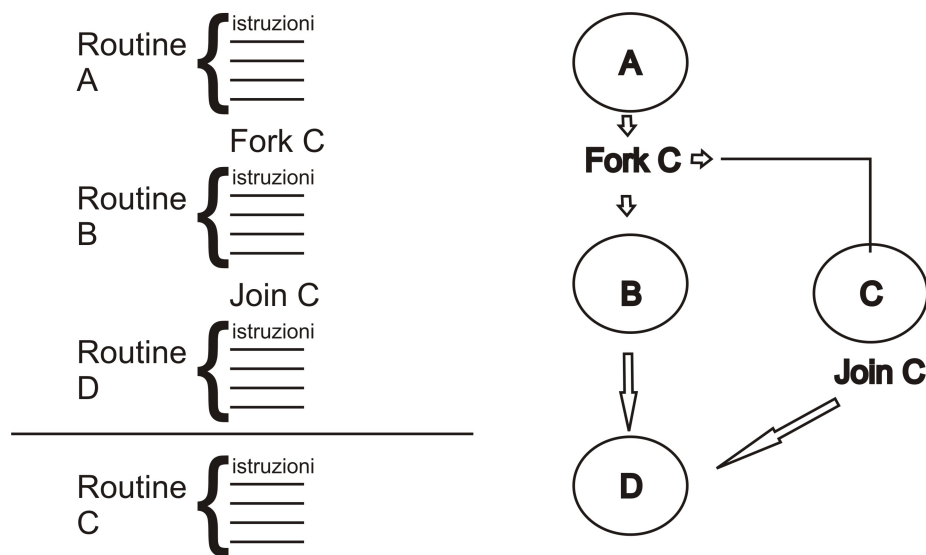 istruzioni
Routine
A
Fork C
istruzioni
Routine
B
Join C
istruzioni
Routine
D
istruzioni
Routine
C
A
Fork C
B
C
Join C
D